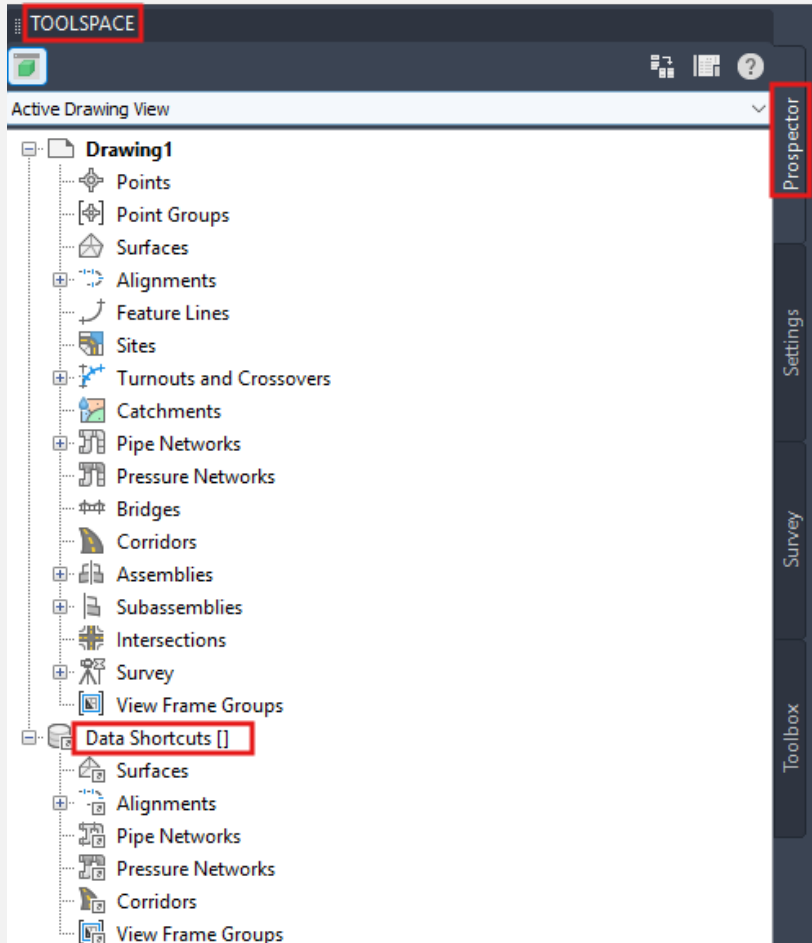 TOOLSPACE
Active Drawing View
Drawing1
Points
Point Groups
Surfaces
Alignments
Feature Lines
Sites
Turnouts and Crossovers
Catchments
Pipe Networks
Pressure Networks
Bridges
Corridors
Assemblies
Subassemblies
Intersections
Survey
View Frame Groups
Data Shortcuts []
Surfaces
Alignments
Pipe Networks
Pressure Networks
Corridors
View Frame Groups
Prospector
Settings
Survey
Toolbox